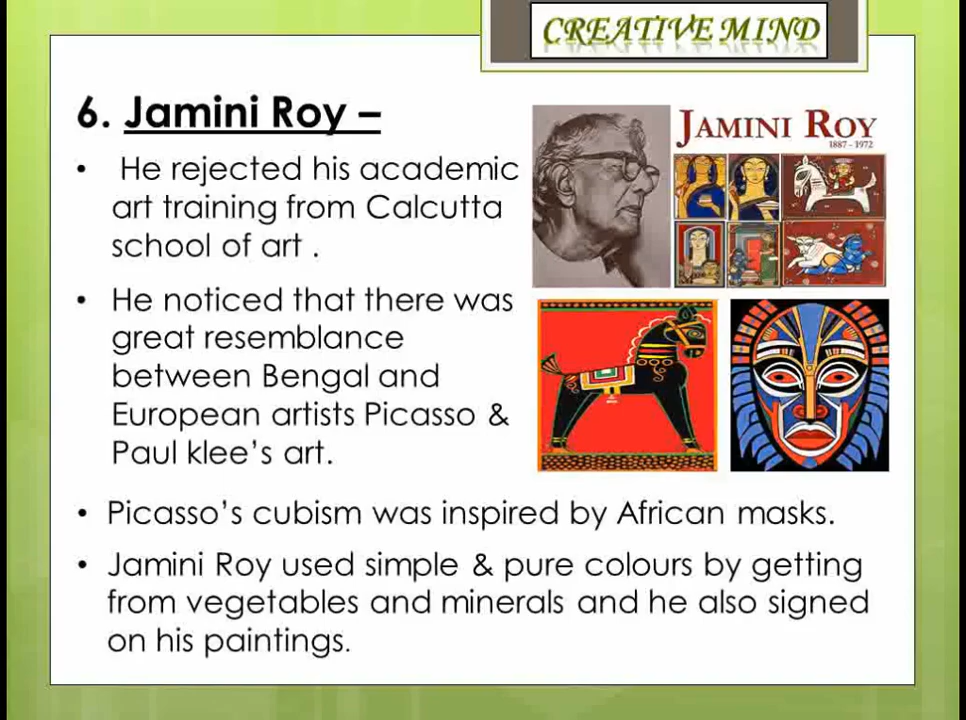 CREATIVE MIND
6. Jamini Roy –
• He rejected his academic
art training from Calcutta
school of art .
JAMINI ROY
1887 - 1972
• He noticed that there was
great resemblance
between Bengal and
European artists Picasso &
Paul klee's art.
• Picasso's cubism was inspired by African masks.
• Jamini Roy used simple & pure colours by getting
from vegetables and minerals and he also signed
on his paintings.